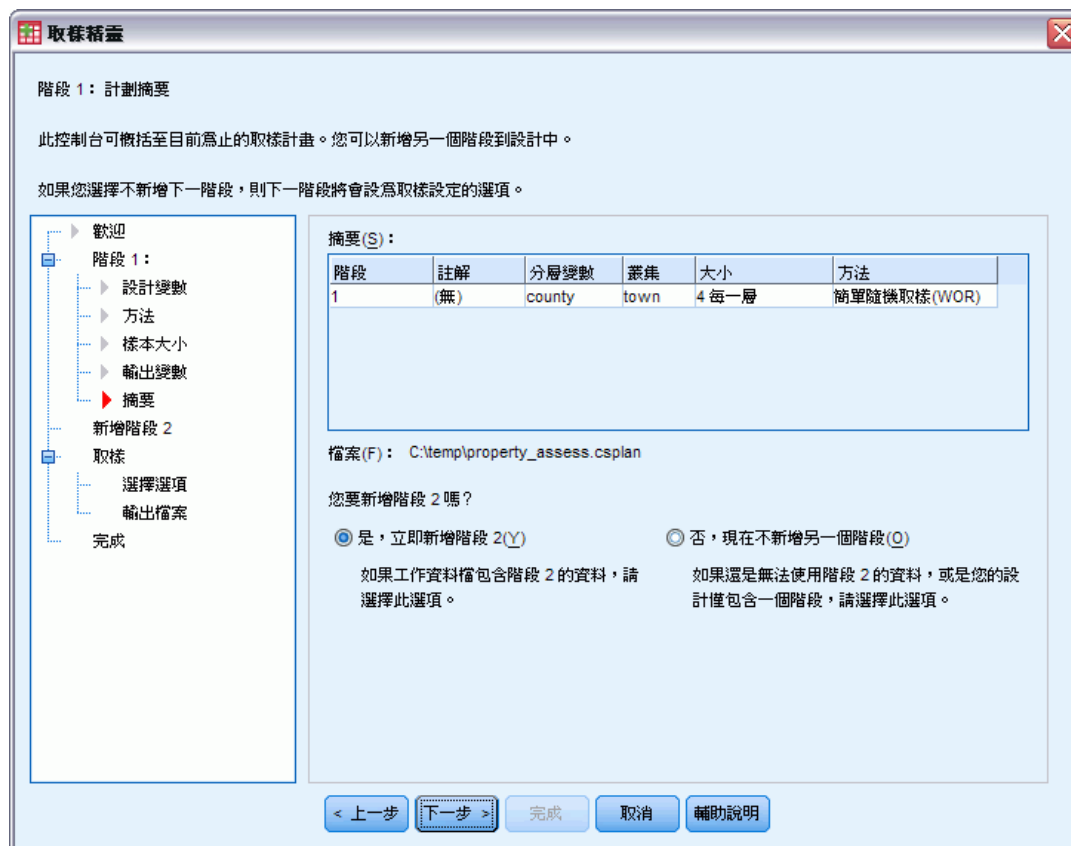 取樣精靈
階段 1：計劃摘要
此控制台可概括至目前為止的取樣計畫。您可以新增另一個階段到設計中。
如果您選擇不新增下一階段，則下一階段將會設為取樣設定的選項。
歡迎
階段 1：
設計變數
方法
樣本大小
輸出變數
摘要
新增階段 2
取樣
選擇選項
輸出檔案
完成
摘要(S)：
階段 註解 分層變數 叢集 大小 方法
1 (無) county town 4 每一層 簡單隨機取樣(WOR)
檔案(F)： C:\temp\property_assess.csplan
您要新增階段 2 嗎？
是，立即新增階段 2(Y)
如果工作資料檔包含階段 2 的資料，請
選擇此選項。
否，現在不新增另一個階段(O)
如果還是無法使用階段 2 的資料，或是您的設
計僅包含一個階段，請選擇此選項。
< 上一步 下一步 > 完成 取消 輔助說明